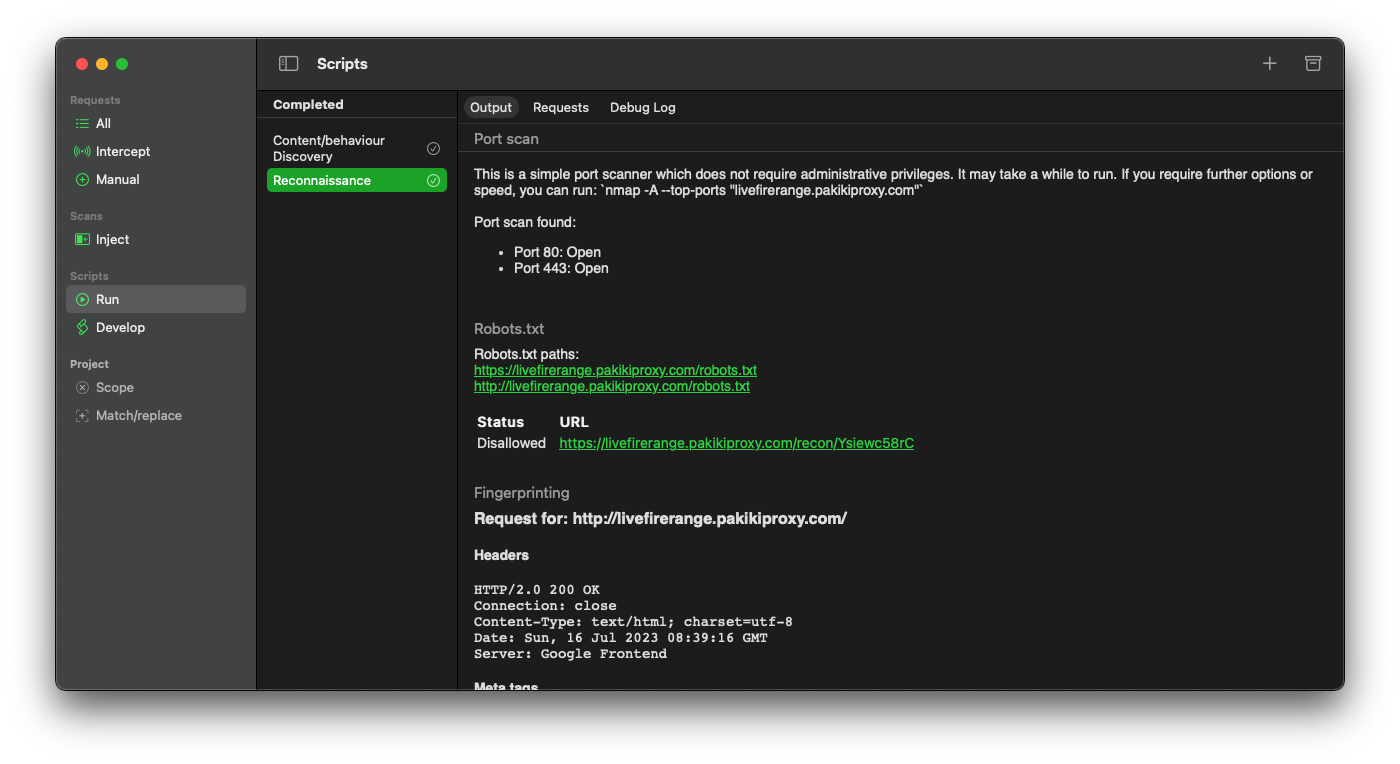 Scripts
Requests
All
Intercept
Manual
Scans
Inject
Scripts
Run
Develop
Project
Scope
Match/replace
Completed
Content/behaviour
Discovery
Reconnaissance
Output Requests Debug Log
Port scan
This is a simple port scanner which does not require administrative privileges. It may take a while to run. If you require further options or
speed, you can run: `nmap -A --top-ports "livefirerange.pakikiproxy.com"`
Port scan found:
• Port 80: Open
• Port 443: Open
Robots.txt
Robots.txt paths:
https://livefirerange.pakikiproxy.com/robots.txt
http://livefirerange.pakikiproxy.com/robots.txt
Status URL
Disallowed https://livefirerange.pakikiproxy.com/recon/Ysiewc58rC
Fingerprinting
Request for: http://livefirerange.pakikiproxy.com/
Headers
HTTP/2.0 200 OK
Connection: close
Content-Type: text/html; charset=utf-8
Date: Sun, 16 Jul 2023 08:39:16 GMT
Server: Google Frontend
Meta tags